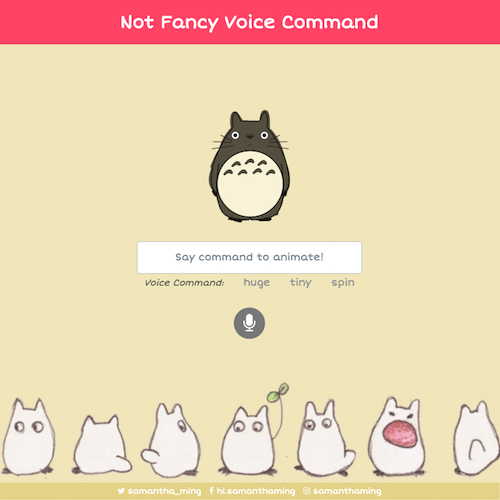 Not Fancy Voice Command
Say command to animate!
Voice Command: huge tiny spin
samantha_ming hi.samanthaming samanthaming